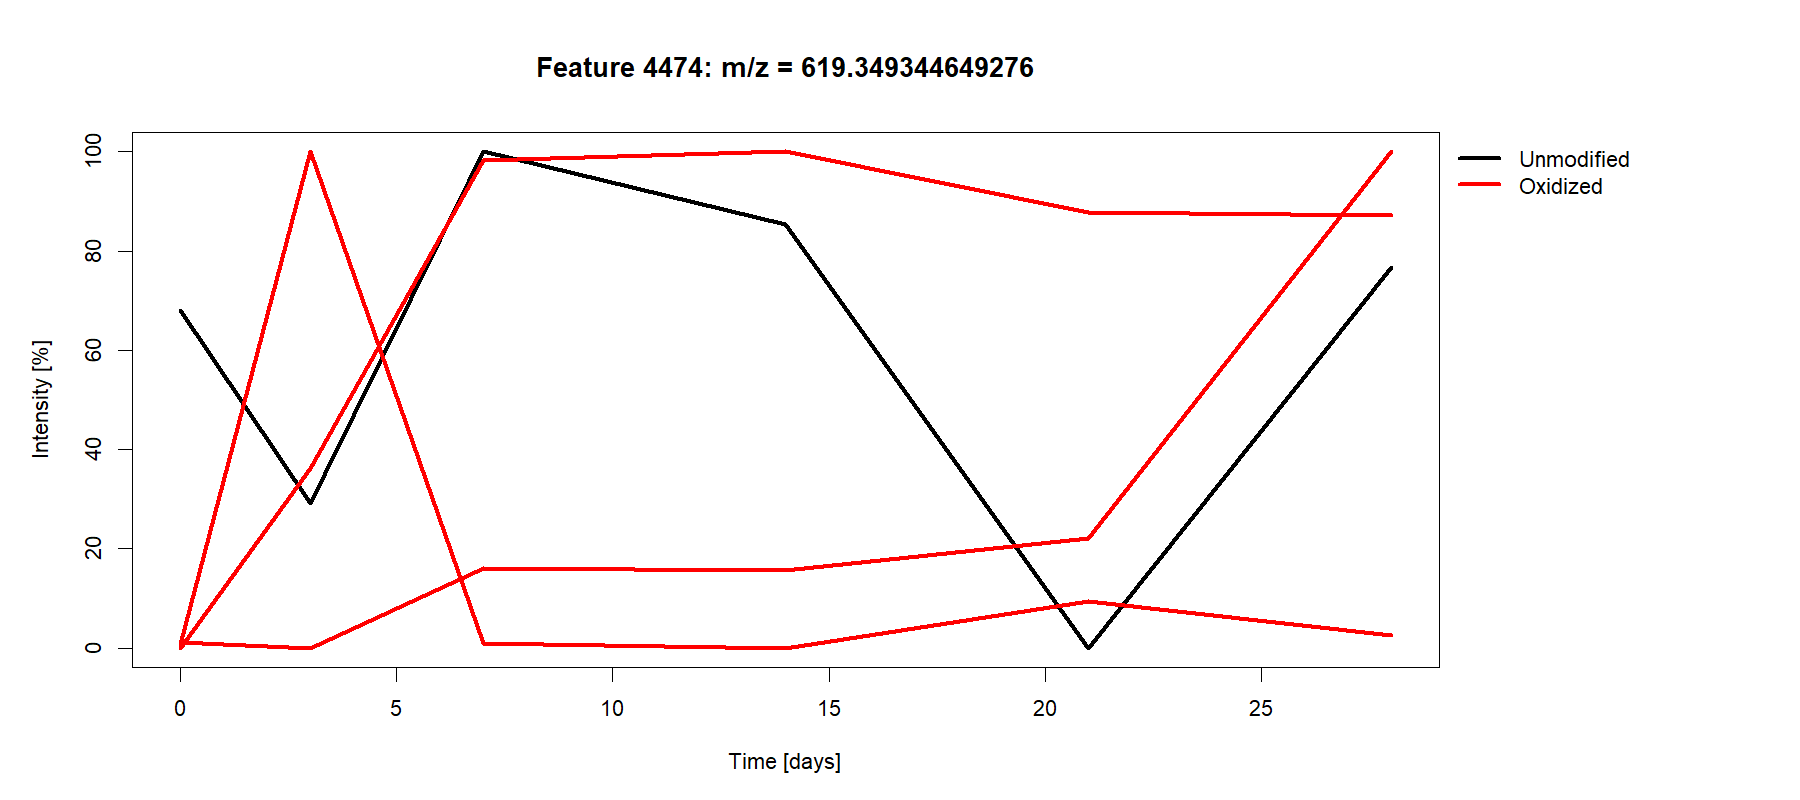 Feature 4474: m/z = 619.349344649276
Unmodified
Oxidized
100
80
60
40
20
0
Intensity [%]
0 5 10 15 20 25
Time [days]